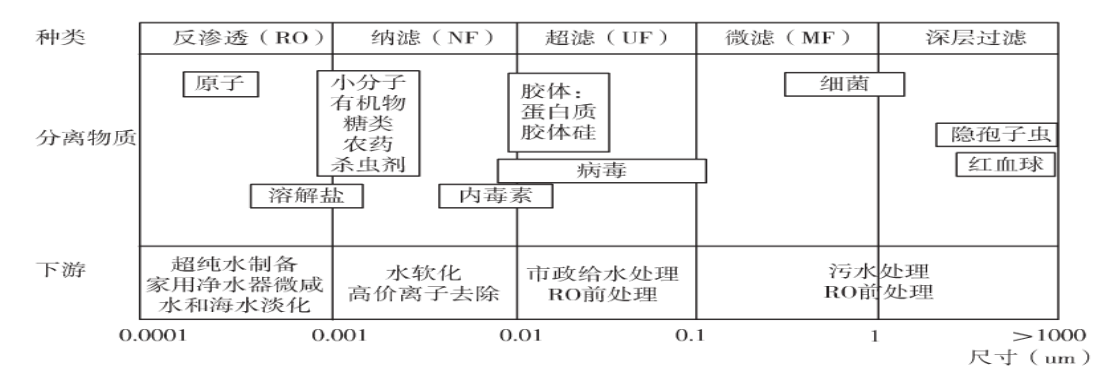 种类 反渗透（RO） 纳滤（NF） 超滤（UF） 微滤（MF） 深层过滤
分离物质
原子
小分子
有机物
糖类
农药
杀虫剂
胶体：
蛋白质
胶体硅
细菌
隐孢子虫
红血球
病毒
溶解盐
内毒素
下游
超纯水制备
家用净水器微咸
水和海水淡化
水软化
高价离子去除
市政给水处理
RO前处理
污水处理
RO前处理
0.0001 0.001 0.01 0.1 1 ＞1000
尺寸（um）